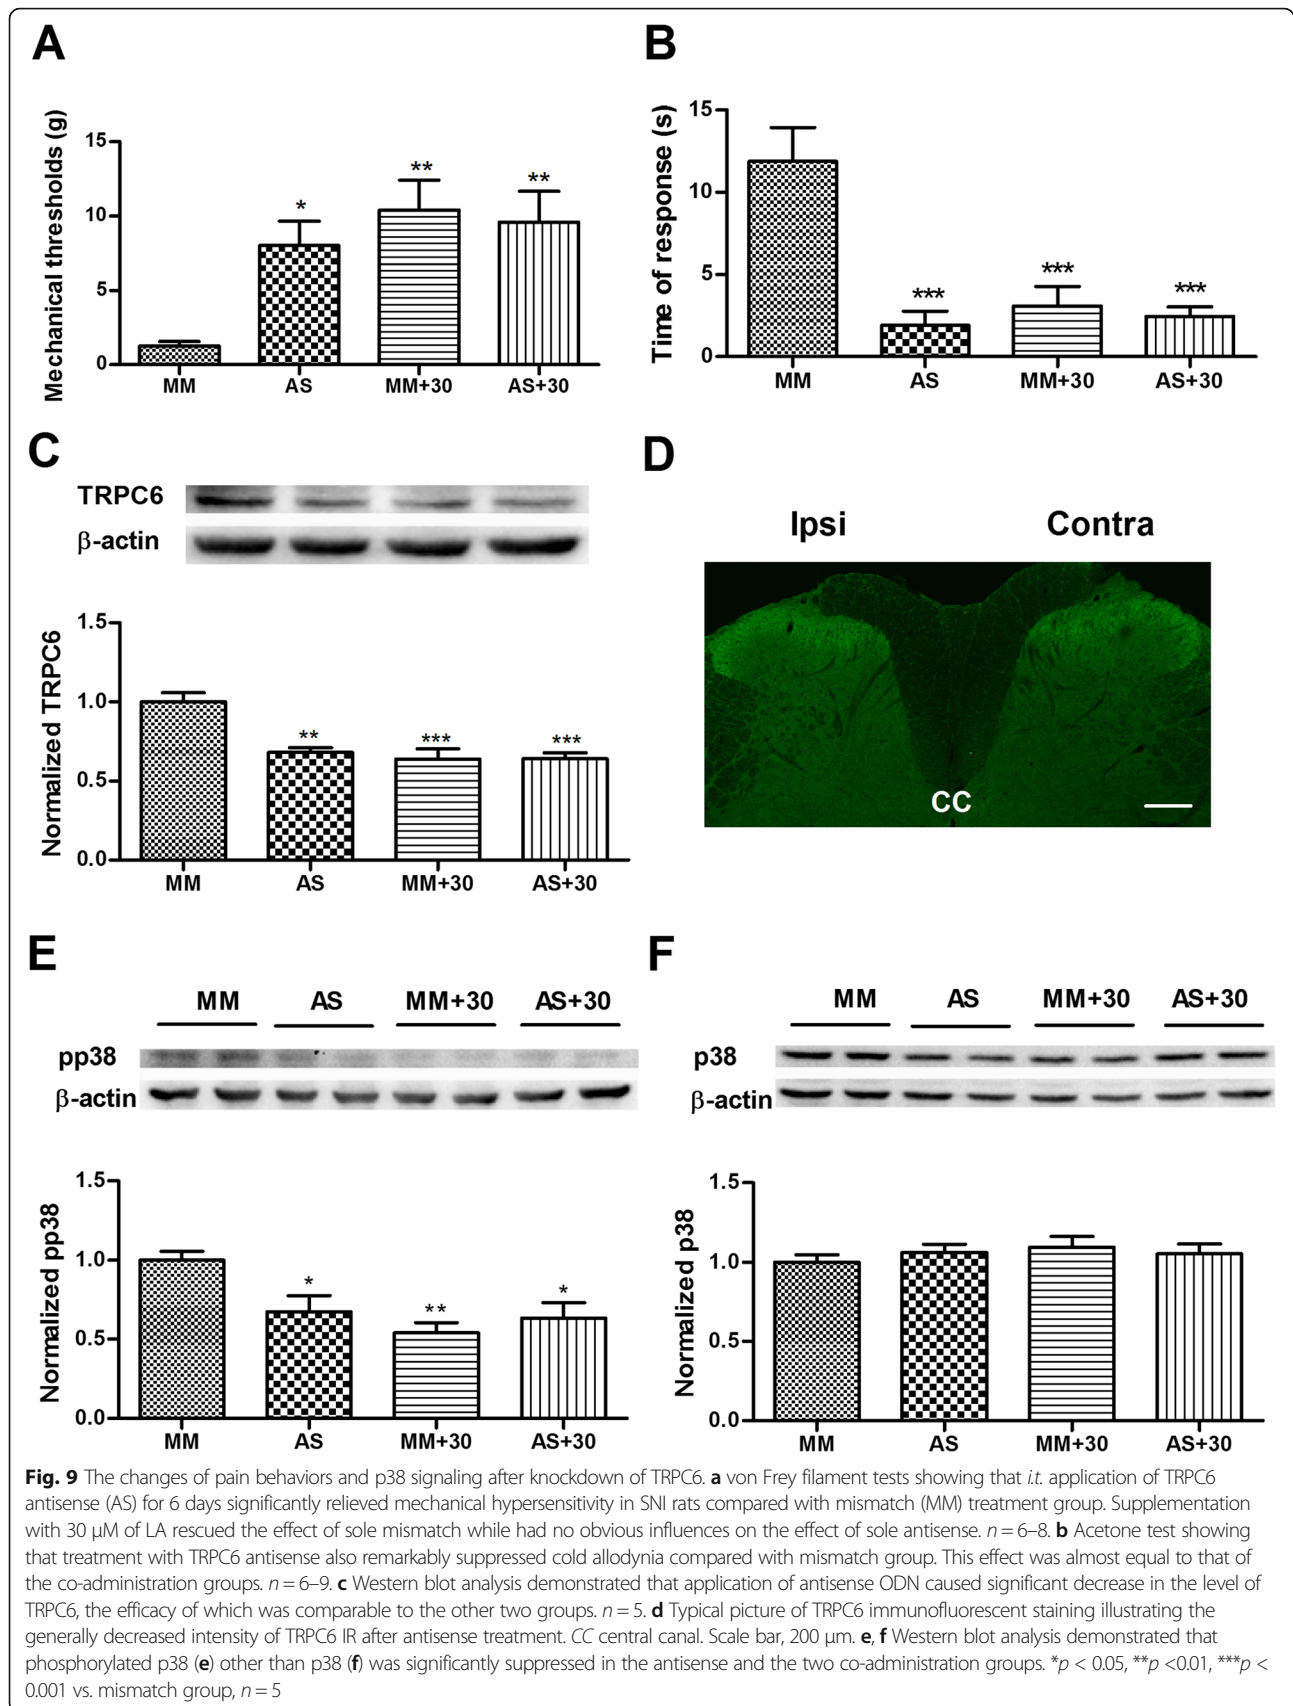 A
B
Mechanical thresholds (g)
15
10
5
0
*
**
**
MM
AS
MM+30
AS+30
Time of response (s)
15
10
5
0
***
***
***
MM
AS
MM+30
AS+30
C
D
TRPC6
β-actin
Normalized TRPC6
1.5
1.0
0.5
0.0
**
***
***
MM
AS
MM+30
AS+30
Ipsi
Contra
CC
E
F
MM
AS
MM+30
AS+30
pp38
β-actin
Normalized pp38
1.5
1.0
0.5
0.0
*
**
*
MM
AS
MM+30
AS+30
MM
AS
MM+30
AS+30
p38
β-actin
Normalized p38
1.5
1.0
0.5
0.0
MM
AS
MM+30
AS+30
Fig. 9 The changes of pain behaviors and p38 signaling after knockdown of TRPC6. a von Frey filament tests showing that i.t. application of TRPC6
antisense (AS) for 6 days significantly relieved mechanical hypersensitivity in SNI rats compared with mismatch (MM) treatment group. Supplementation
with 30 μM of LA rescued the effect of sole mismatch while had no obvious influences on the effect of sole antisense. n = 6–8. b Acetone test showing
that treatment with TRPC6 antisense also remarkably suppressed cold allodynia compared with mismatch group. This effect was almost equal to that of
the co-administration groups. n = 6–9. c Western blot analysis demonstrated that application of antisense ODN caused significant decrease in the level of
TRPC6, the efficacy of which was comparable to the other two groups. n = 5. d Typical picture of TRPC6 immunofluorescent staining illustrating the
generally decreased intensity of TRPC6 IR after antisense treatment. CC central canal. Scale bar, 200 μm. e, f Western blot analysis demonstrated that
phosphorylated p38 (e) other than p38 (f) was significantly suppressed in the antisense and the two co-administration groups. *p < 0.05, **p <0.01, ***p <
0.001 vs. mismatch group, n = 5